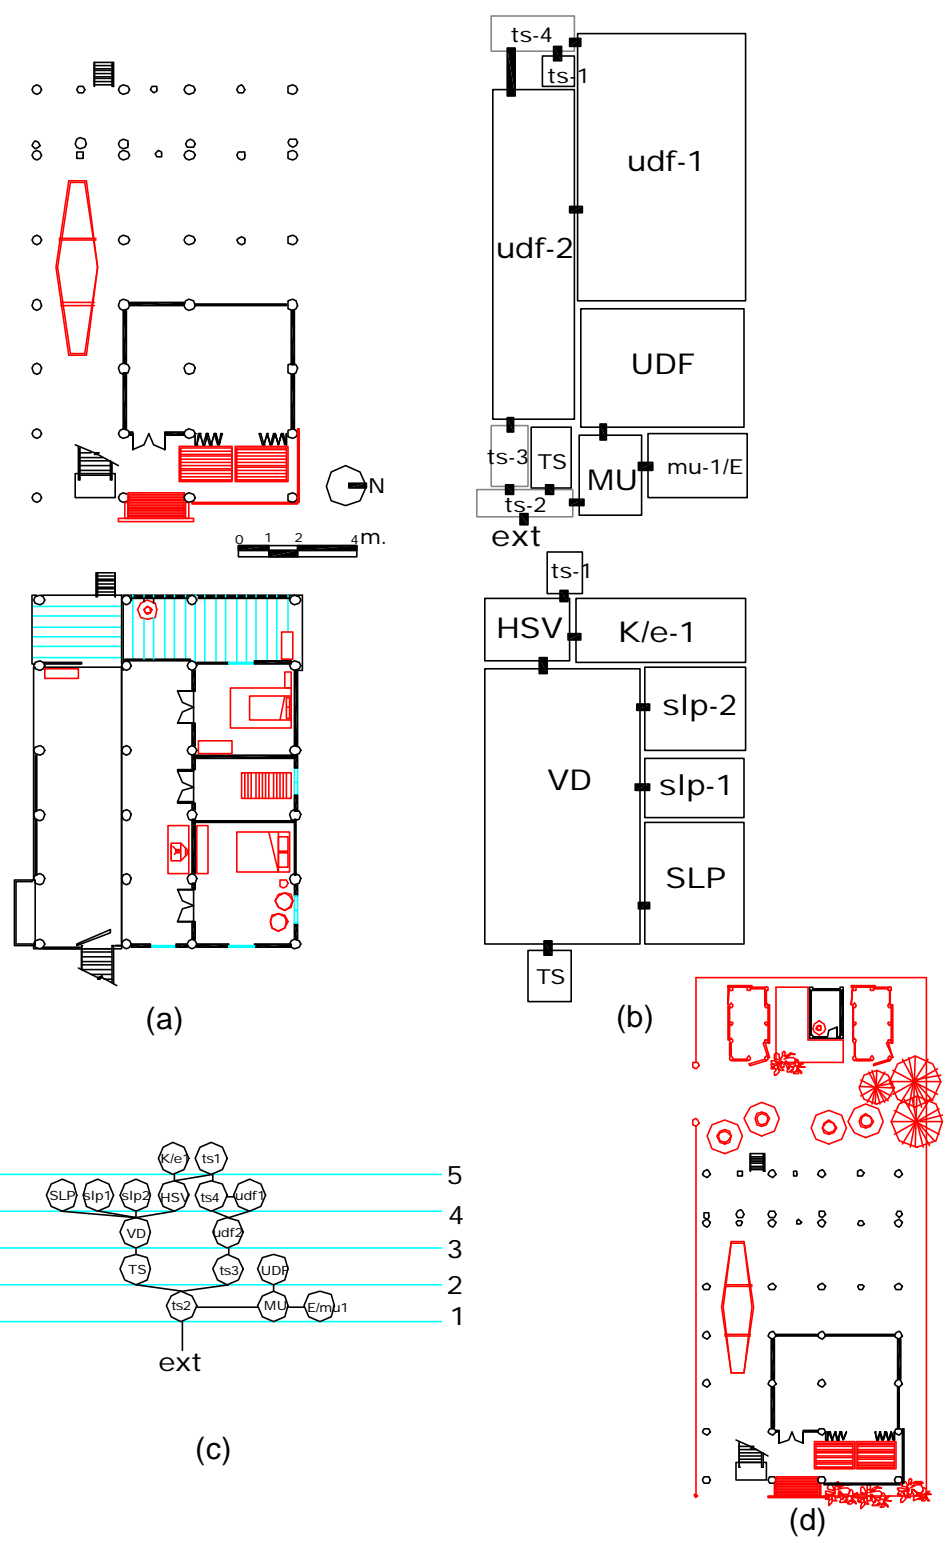 ts-4
ts-1
udf-1
udf-2
UDF
ts-3
TS
MU
mu-1/E
ts-2
ext
N
0 1 2 4 m.
ts-1
HSV
K/e-1
slp-2
VD
slp-1
SLP
TS
(a)
(b)
K/e1 ts1
5
SLP slp1 slp2 HSV ts4 udf1
4
VD udf2
3
TS ts3 UDF
2
ts2 MU E/mu1
1
ext
(c)
(d)